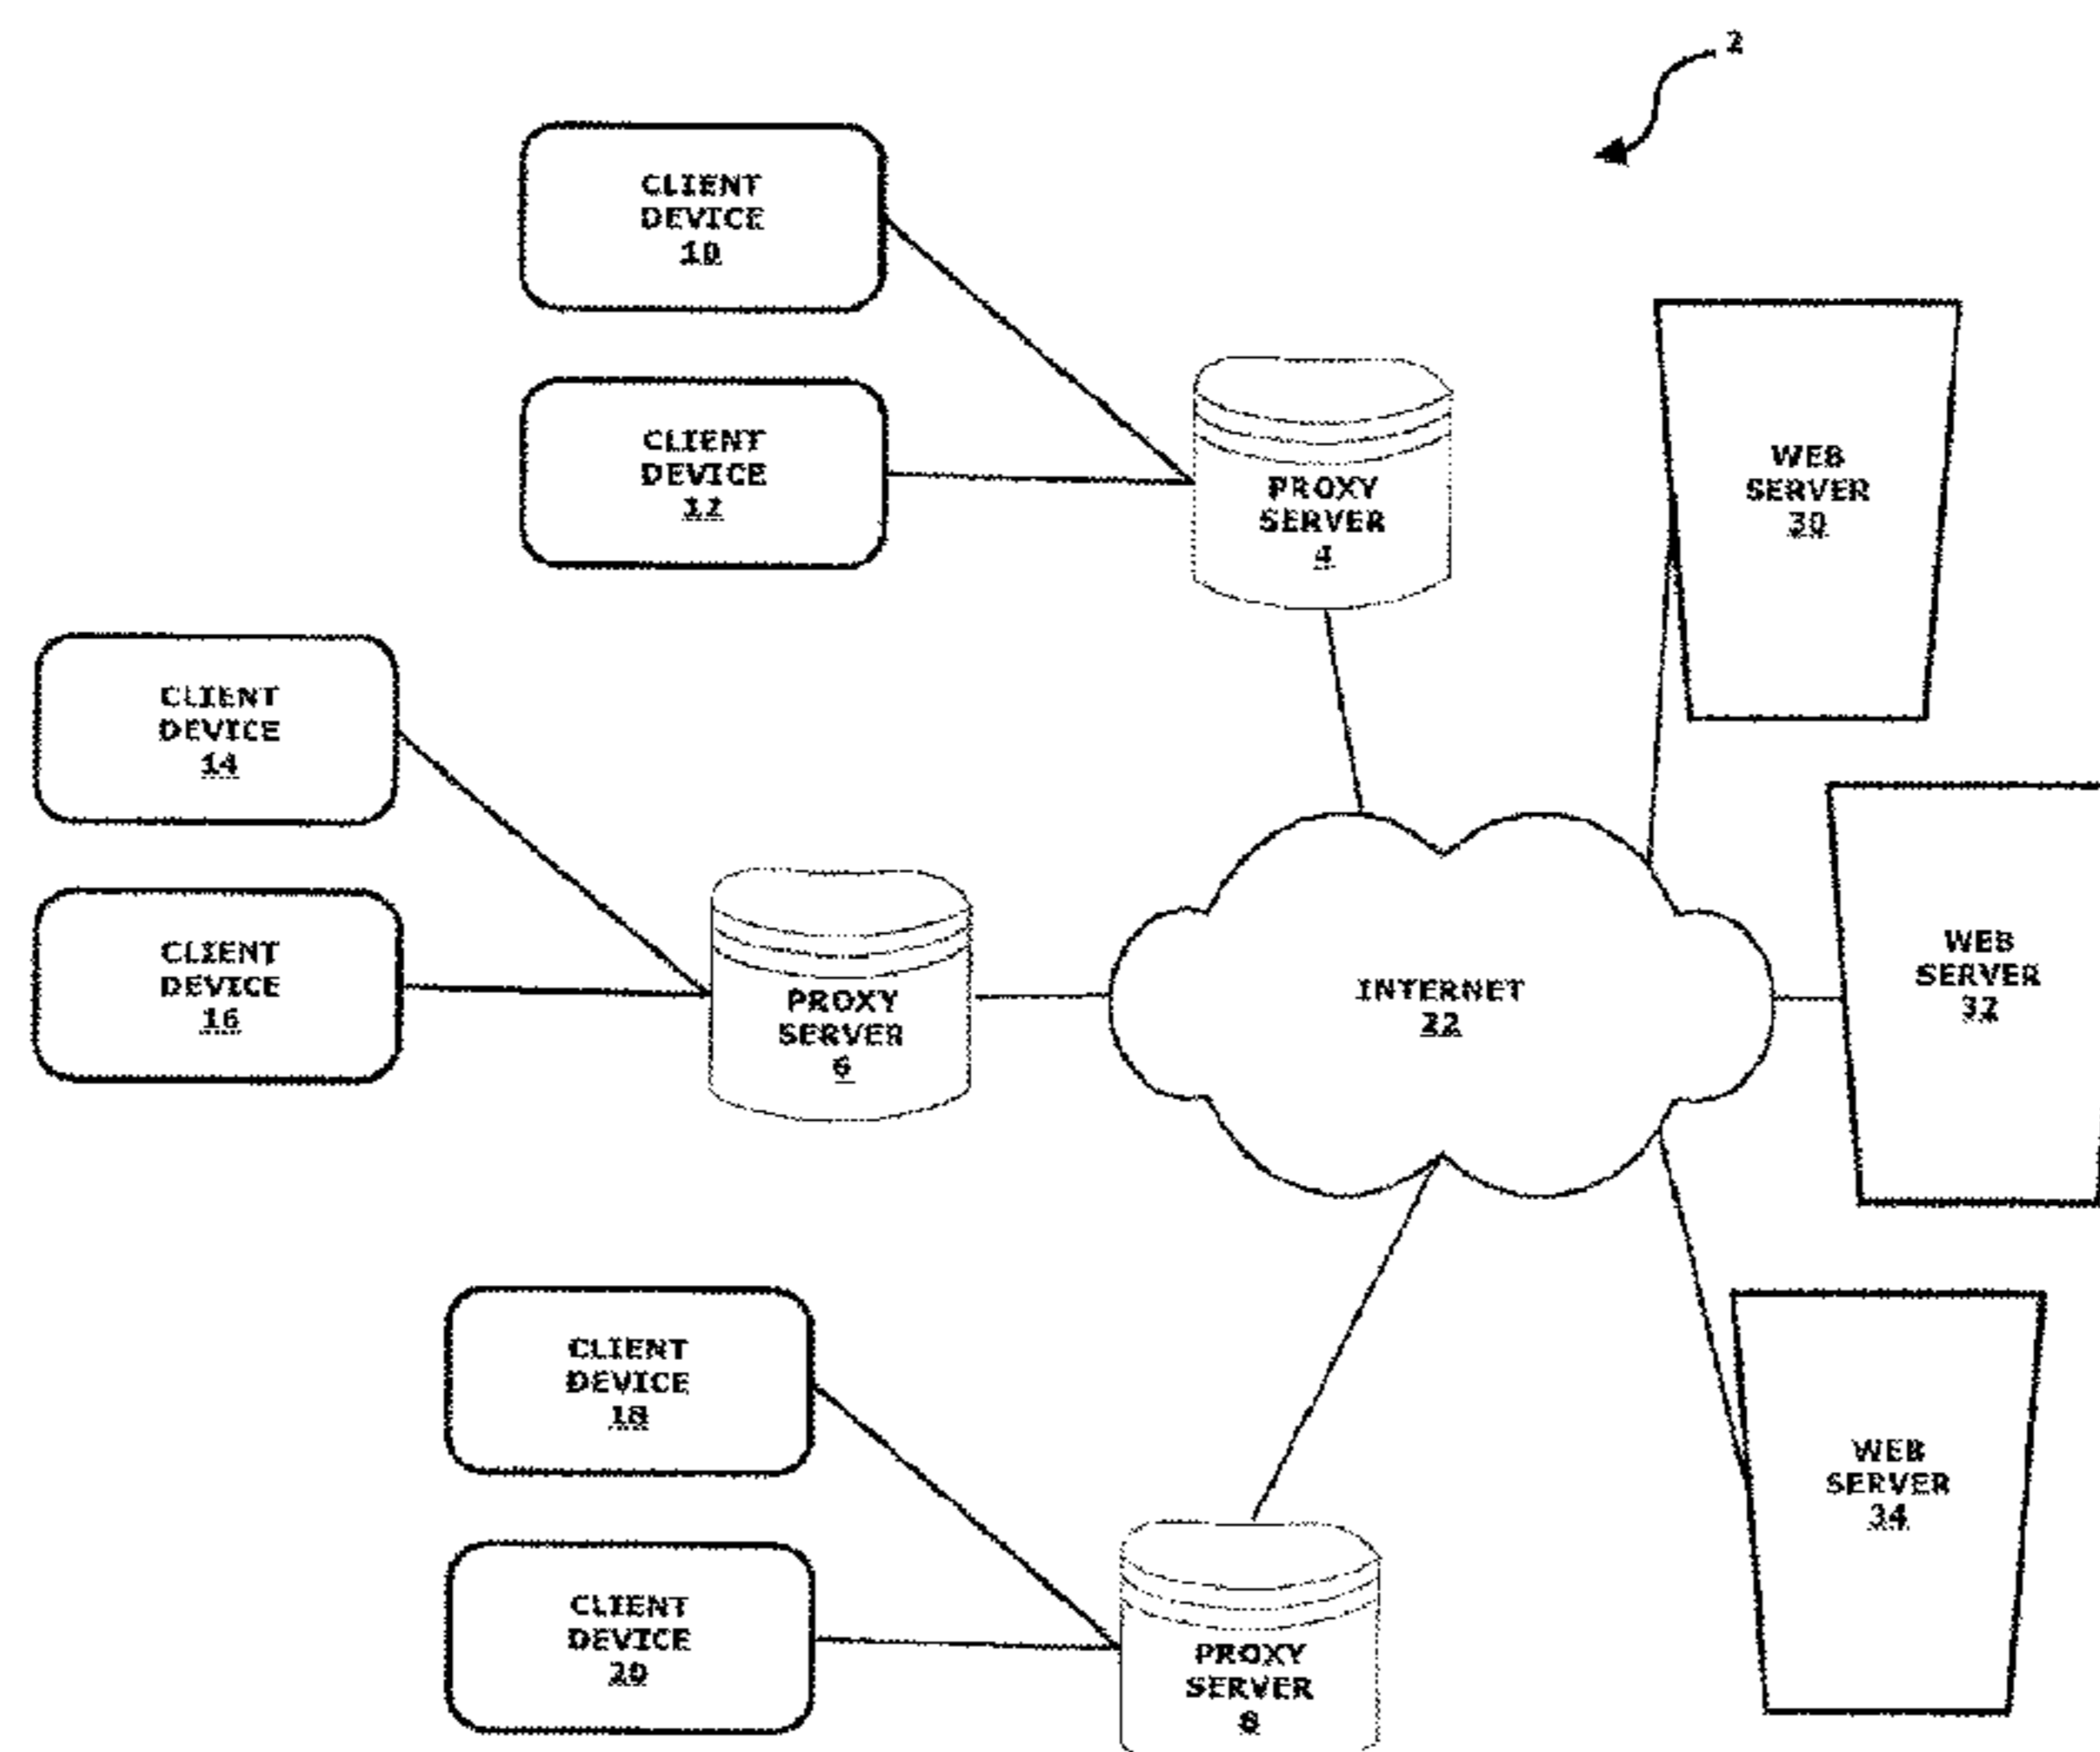 2
CLIENT
DEVICE
10
CLIENT
DEVICE
12
PROXY
SERVER
4
WEB
SERVER
30
CLIENT
DEVICE
14
CLIENT
DEVICE
16
PROXY
SERVER
6
INTERNET
22
WEB
SERVER
32
CLIENT
DEVICE
18
CLIENT
DEVICE
20
PROXY
SERVER
8
WEB
SERVER
34